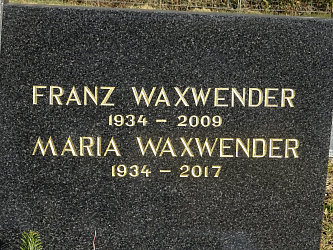 FRANZ WAXWENDER
1934 – 2009
MARIA WAXWENDER
1934 – 2017